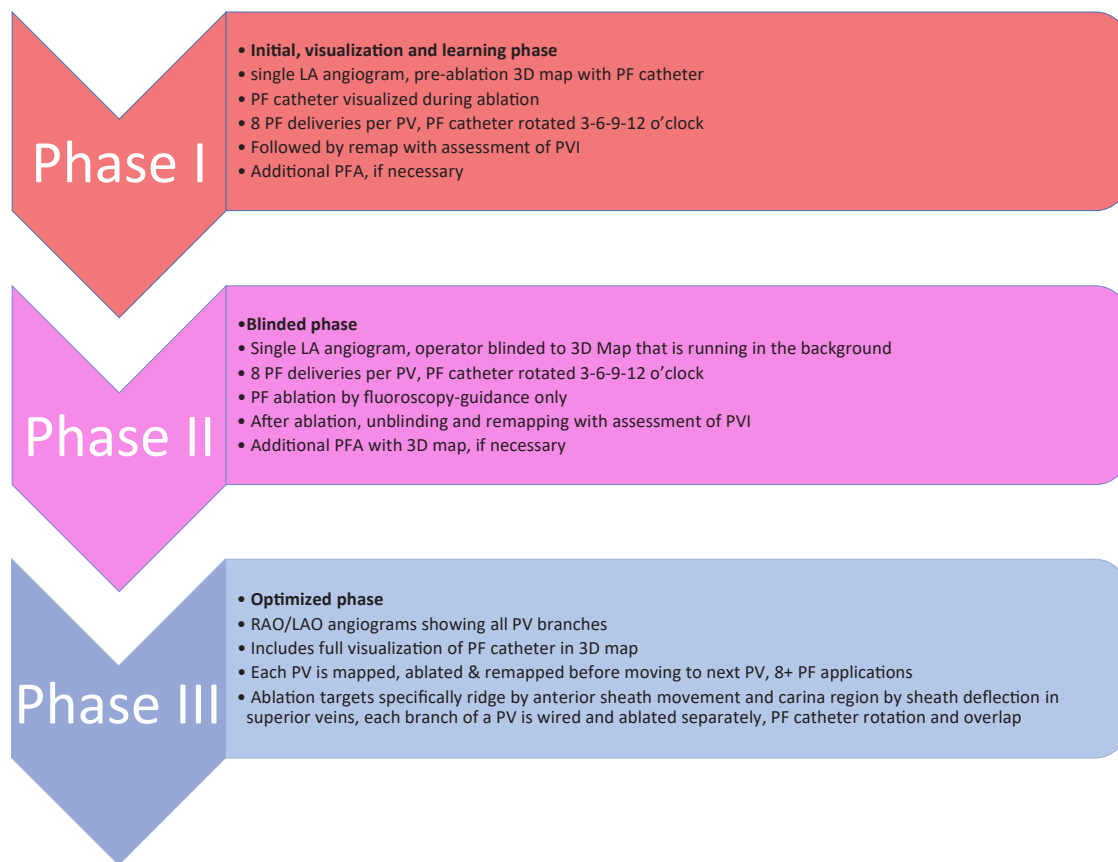 Phase I
• Initial, visualization and learning phase
• single LA angiogram, pre-ablation 3D map with PF catheter
• PF catheter visualized during ablation
• 8 PF deliveries per PV, PF catheter rotated 3-6-9-12 o’clock
• Followed by remap with assessment of PVI
• Additional PFA, if necessary
Phase II
•Blinded phase
• Single LA angiogram, operator blinded to 3D Map that is running in the background
• 8 PF deliveries per PV, PF catheter rotated 3-6-9-12 o’clock
• PF ablation by fluoroscopy-guidance only
• After ablation, unblinding and remapping with assessment of PVI
• Additional PFA with 3D map, if necessary
Phase III
• Optimized phase
• RAO/LAO angiograms showing all PV branches
• Includes full visualization of PF catheter in 3D map
• Each PV is mapped, ablated & remapped before moving to next PV, 8+ PF applications
• Ablation targets specifically ridge by anterior sheath movement and carina region by sheath deflection in
superior veins, each branch of a PV is wired and ablated separately, PF catheter rotation and overlap